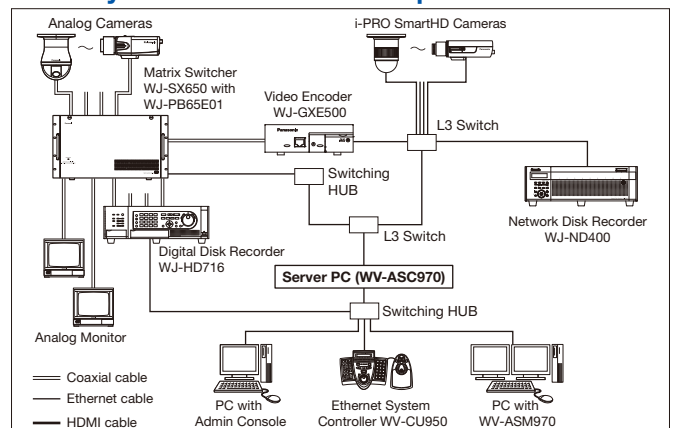 Analog Cameras
i-PRO SmartHD Cameras
Matrix Switcher
WJ-SX650 with
WJ-PB65E01
Video Encoder
WJ-GXE500
Panasonic
L3 Switch
Switching
HUB
Network Disk Recorder
WJ-ND400
L3 Switch
Digital Disk Recorder
WJ-HD716
Server PC (WV-ASC970)
Analog Monitor
Switching HUB
Coaxial cable
Ethernet cable
HDMI cable
PC with
Admin Console
Ethernet System
Controller WV-CU950
PC with
WV-ASM970